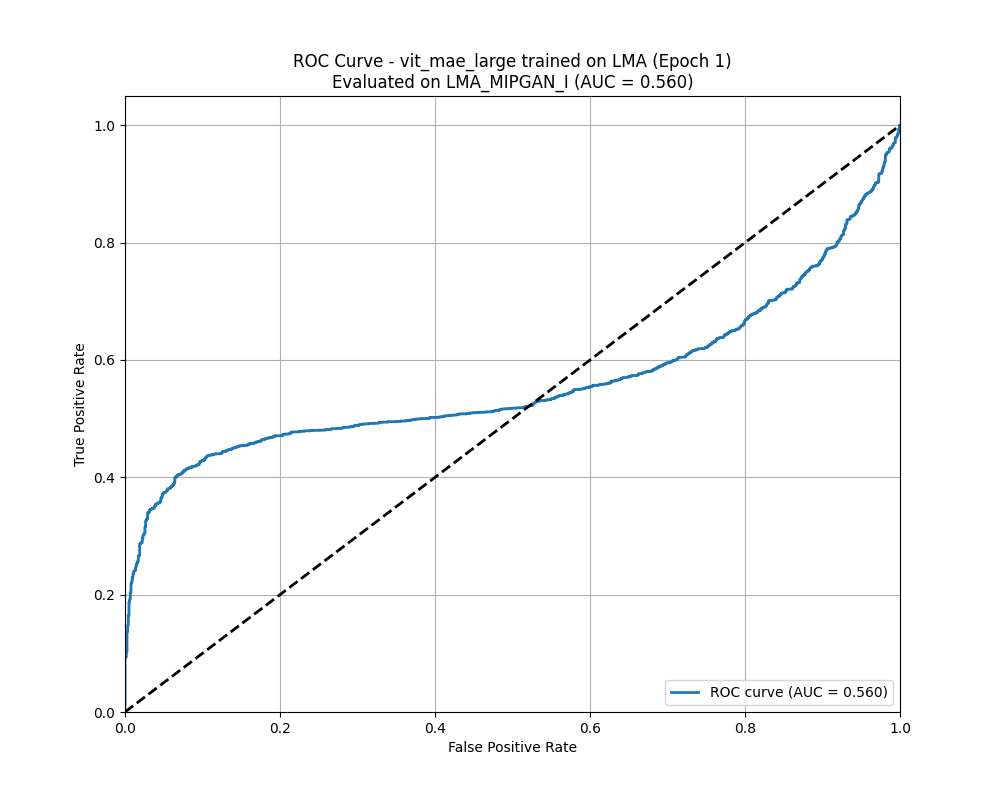 ROC Curve - vit_mae_large trained on LMA (Epoch 1)
Evaluated on LMA_MIPGAN_I (AUC = 0.560)
1.0
0.8
0.6
0.4
0.2
0.0
True Positive Rate
ROC curve (AUC = 0.560)
0.0 0.2 0.4 0.6 0.8 1.0
False Positive Rate